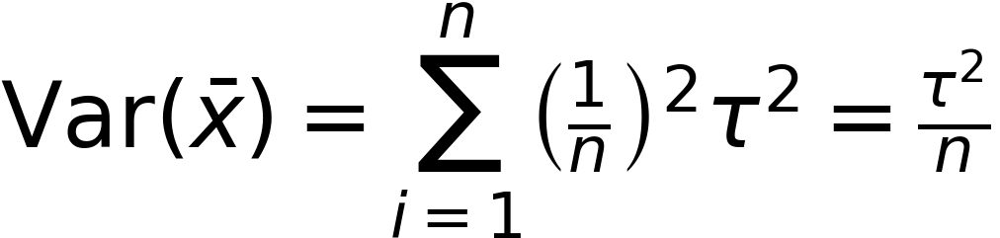 Var(x̄) = ∑_{i=1}^{n} (1/n)² τ² = τ²/n